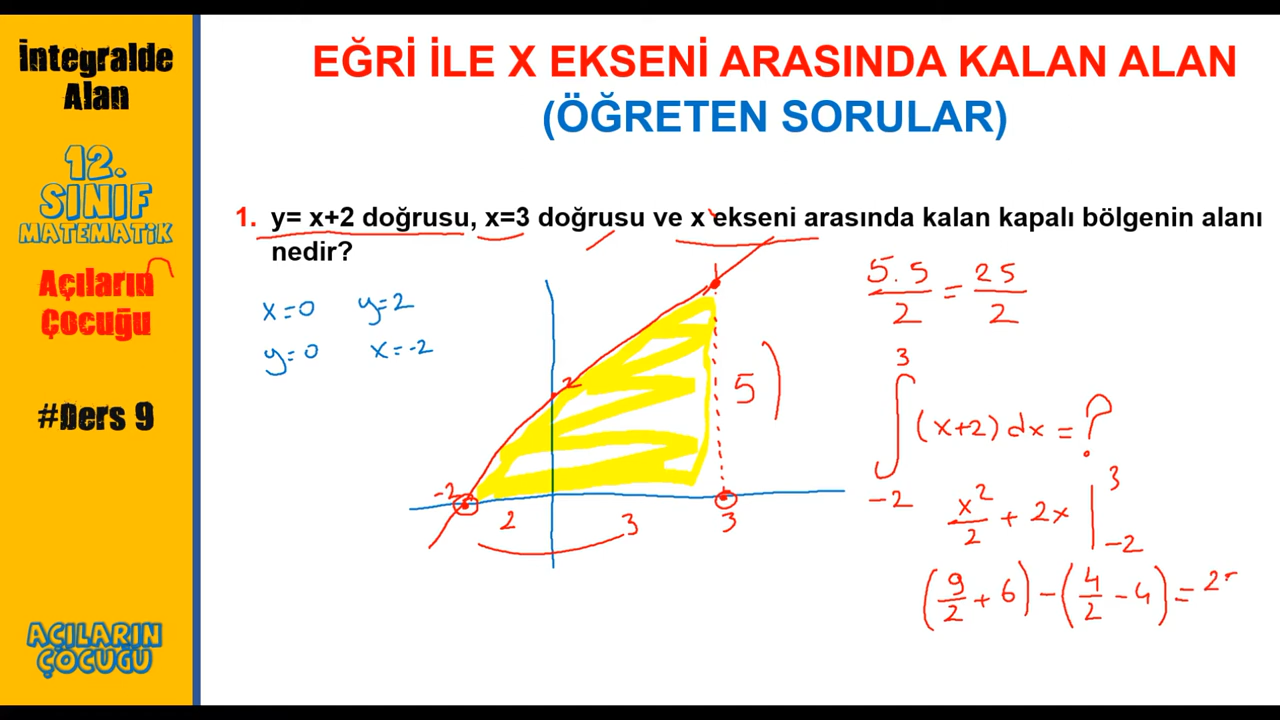 İntegralde
Alan
12.
SINIF
MATEMATİK
Açıların
Çocuğu
#Ders 9
AÇILARIN
ÇOCUĞU
EĞRİ İLE X EKSENİ ARASINDA KALAN ALAN
(ÖĞRETEN SORULAR)
1. y= x+2 doğrusu, x=3 doğrusu ve x ekseni arasında kalan kapalı bölgenin alanı
nedir?
x=0 y=2
y=0 x=-2
2
5
-2
2 3 3
5.5/2 = 25/2
∫_{-2}^{3} (x+2) dx = ?
x²/2 + 2x |_{-2}^{3}
(9/2 + 6) - (4/2 - 4) = 2